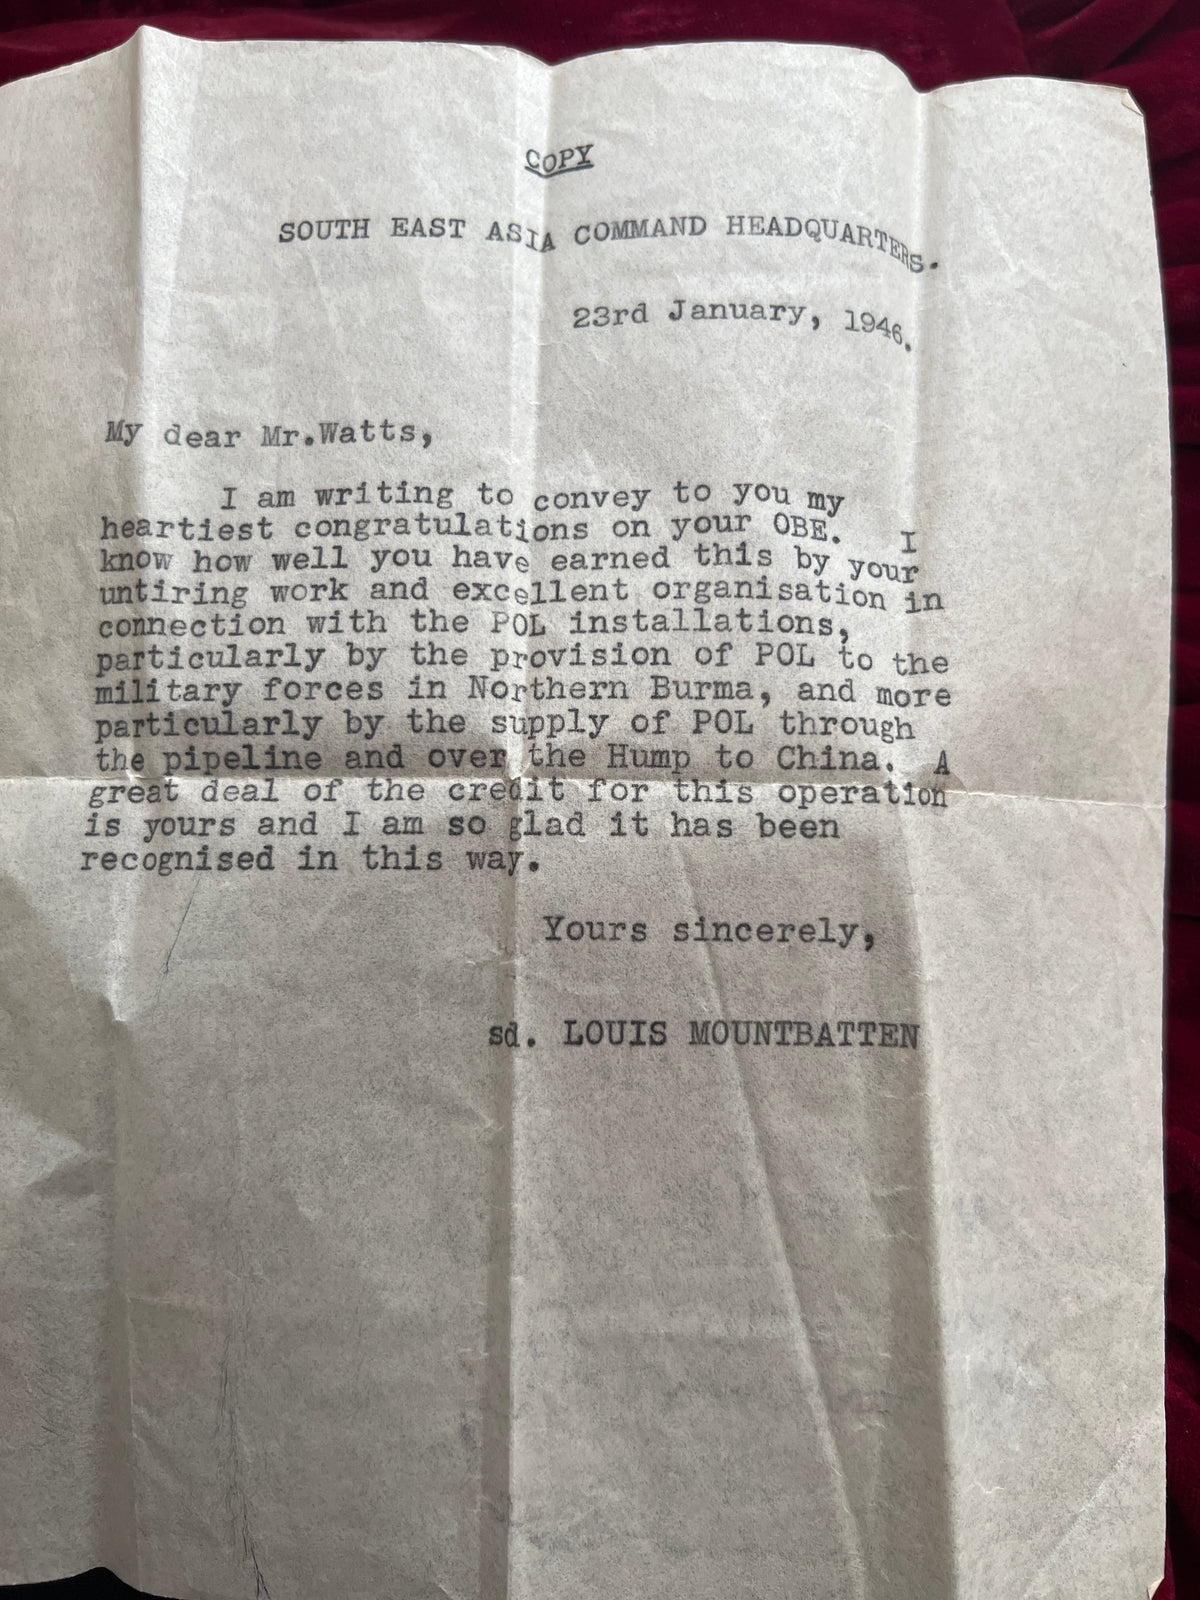 COPY
SOUTH EAST ASIA COMMAND HEADQUARTERS.
23rd January, 1946.
My dear Mr.Watts,
I am writing to convey to you my
heartiest congratulations on your OBE. I
know how well you have earned this by your
untiring work and excellent organisation in
connection with the POL installations,
particularly by the provision of POL to the
military forces in Northern Burma, and more
particularly by the supply of POL through
the pipeline and over the Hump to China. A
great deal of the credit for this operation
is yours and I am so glad it has been
recognised in this way.
Yours sincerely,
sd. LOUIS MOUNTBATTEN